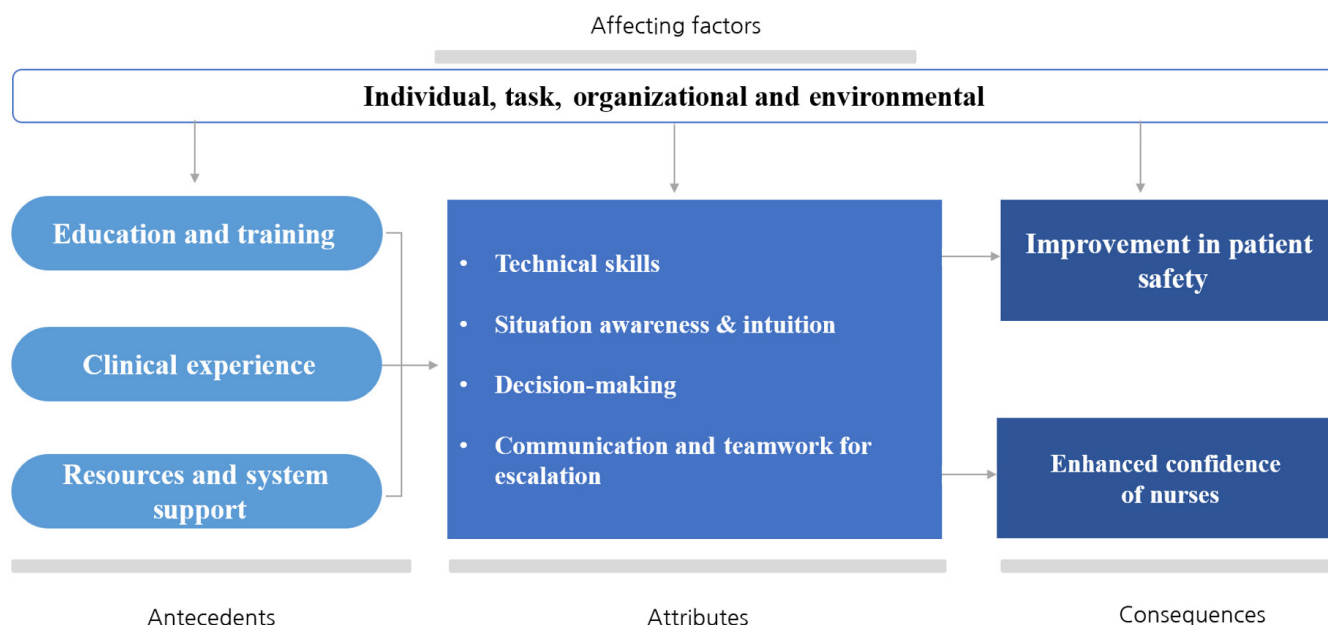 Affecting factors
Individual, task, organizational and environmental
Education and training
Clinical experience
Resources and system
support
• Technical skills
• Situation awareness & intuition
• Decision-making
• Communication and teamwork for
escalation
Improvement in patient
safety
Enhanced confidence
of nurses
Antecedents
Attributes
Consequences